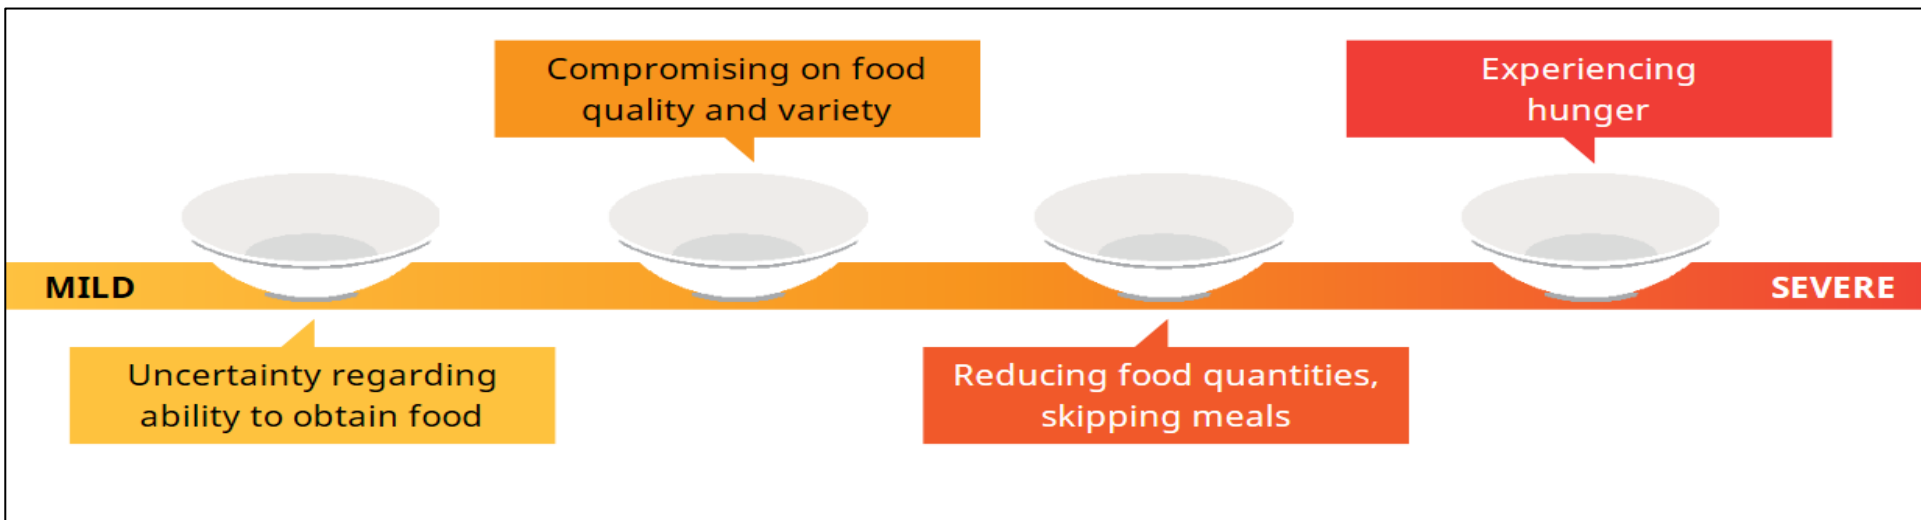 Compromising on food
quality and variety
Experiencing
hunger
MILD
SEVERE
Uncertainty regarding
ability to obtain food
Reducing food quantities,
skipping meals